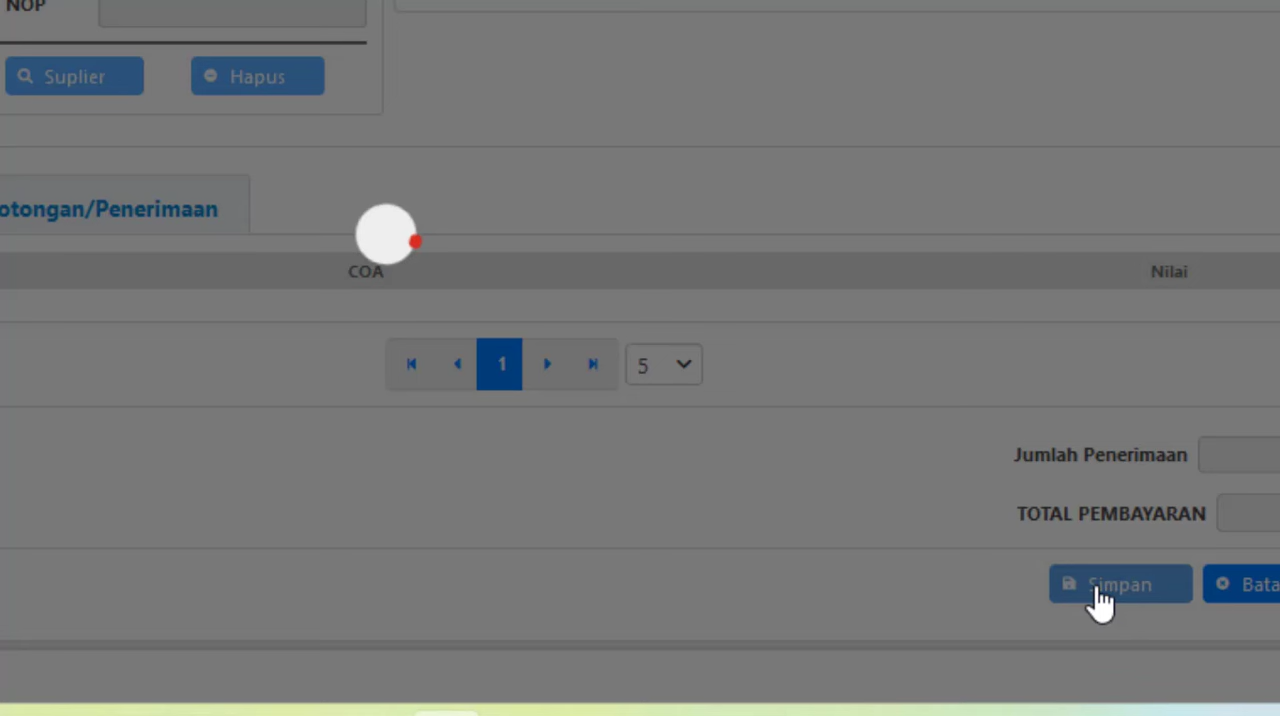 NOP
Suplier
Hapus
otongan/Penerimaan
COA
Nilai
1
5
Jumlah Penerimaan
TOTAL PEMBAYARAN
Simpan
Bata